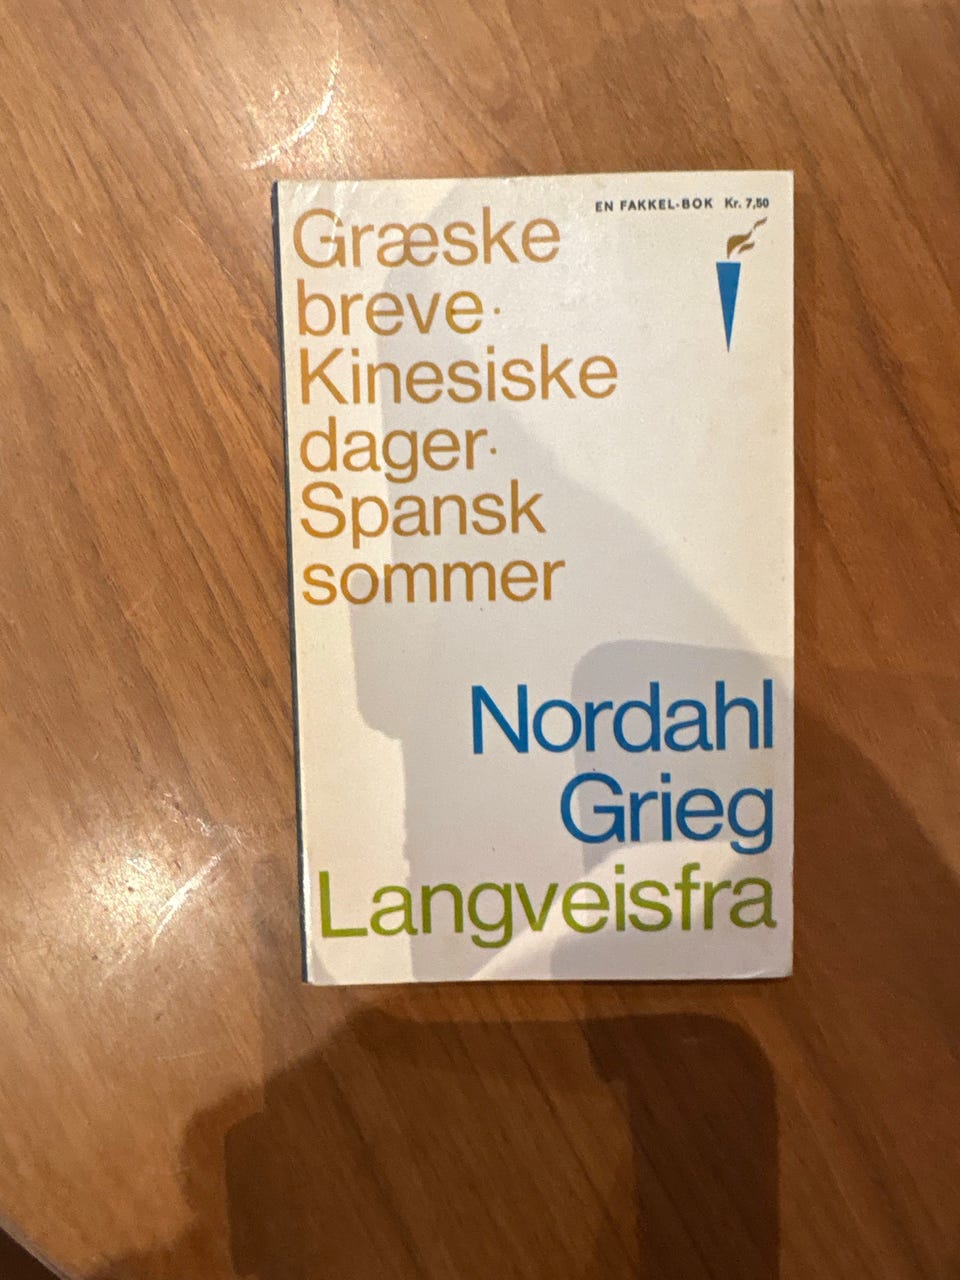 EN FAKKEL-BOK Kr. 7,50
Græske
breve·
Kinesiske
dager·
Spansk
sommer
Nordahl
Grieg
Langveisfra